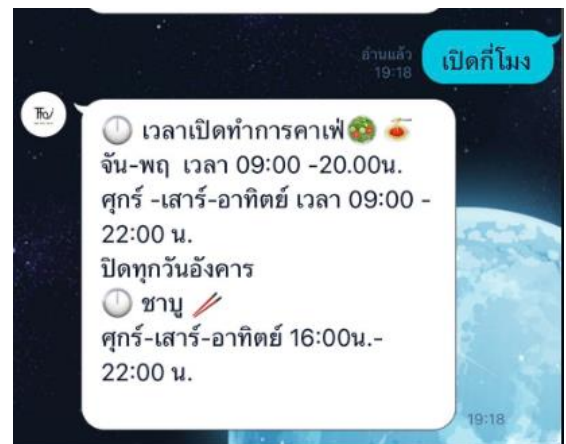 อ่านแล้ว
19:18
เปิดกี่โมง
🕛 เวลาเปิดทำการคาเฟ่🥗 🍝
จัน-พฤ เวลา 09:00 -20.00น.
ศุกร์ -เสาร์-อาทิตย์ เวลา 09:00 -
22:00 น.
ปิดทุกวันอังคาร
🕛 ชาบู 🥢
ศุกร์-เสาร์-อาทิตย์ 16:00น.-
22:00 น.
19:18